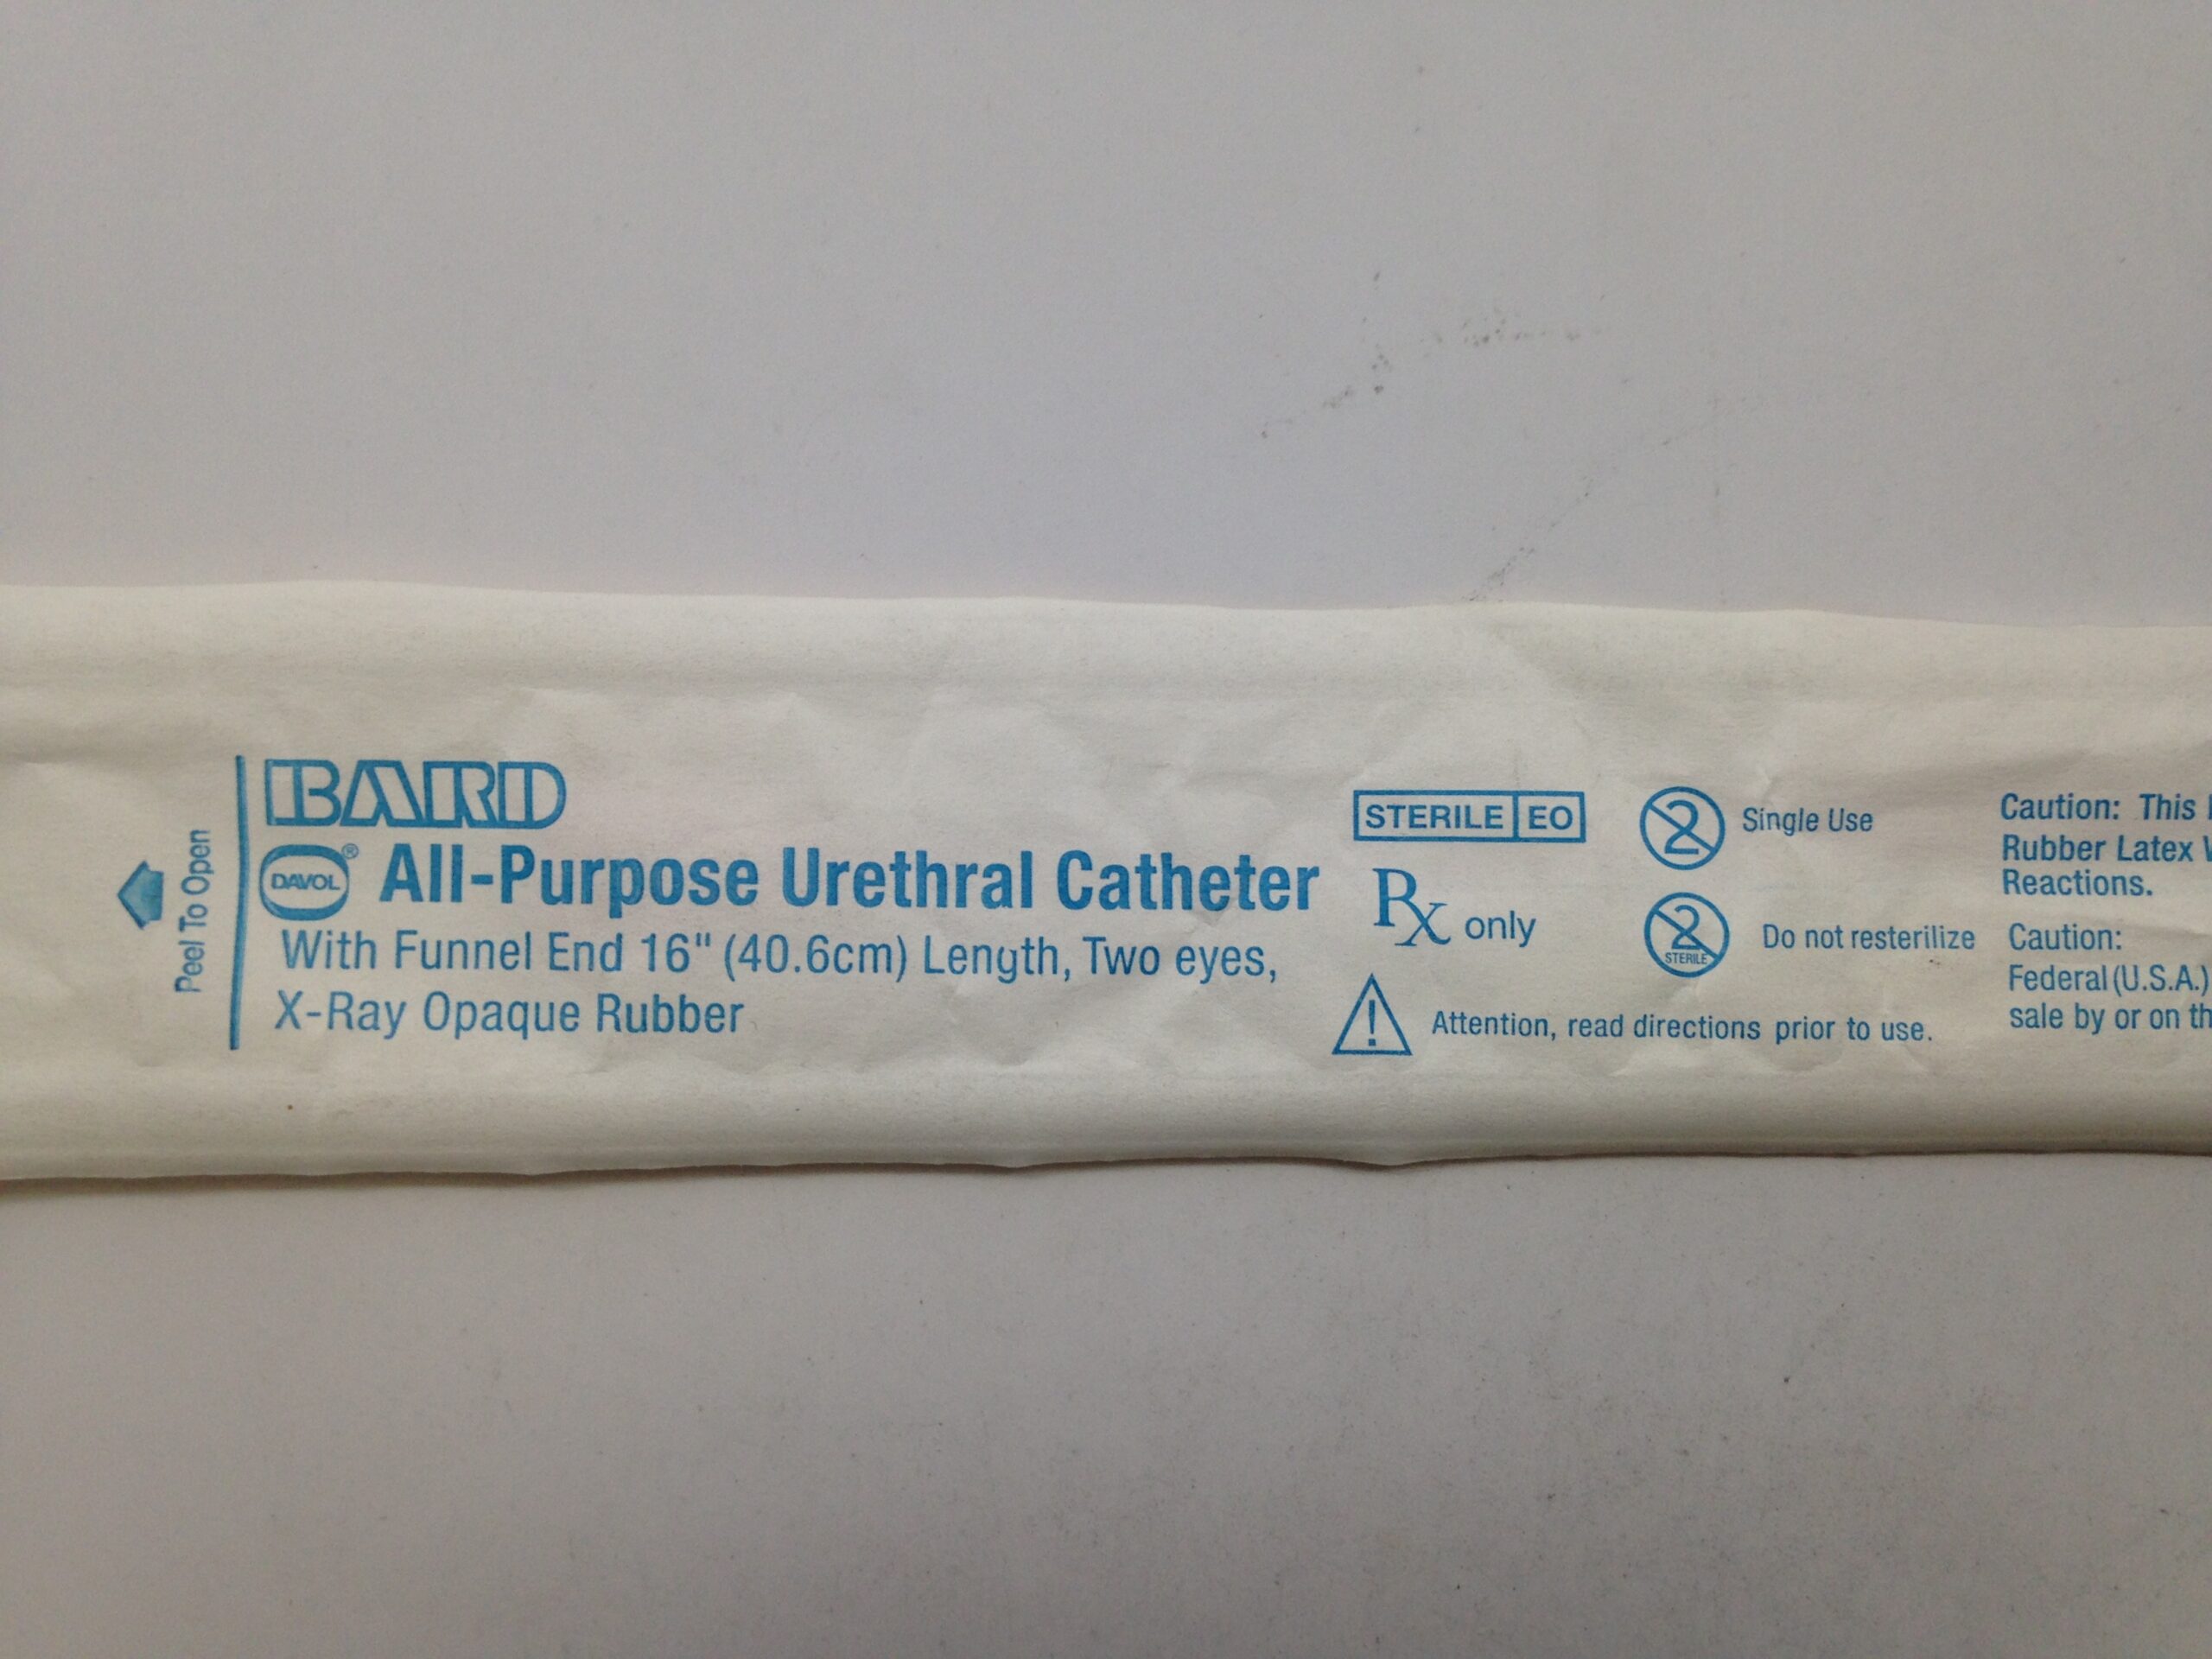 Peel To Open
BARD
DAVOL® All-Purpose Urethral Catheter
With Funnel End 16" (40.6cm) Length, Two eyes,
X-Ray Opaque Rubber
STERILE EO
Rx only
Attention, read directions prior to use.
2 Single Use
2 STERILE Do not resterilize
Caution: This
Rubber Latex
Reactions.
Caution:
Federal (U.S.A.)
sale by or on